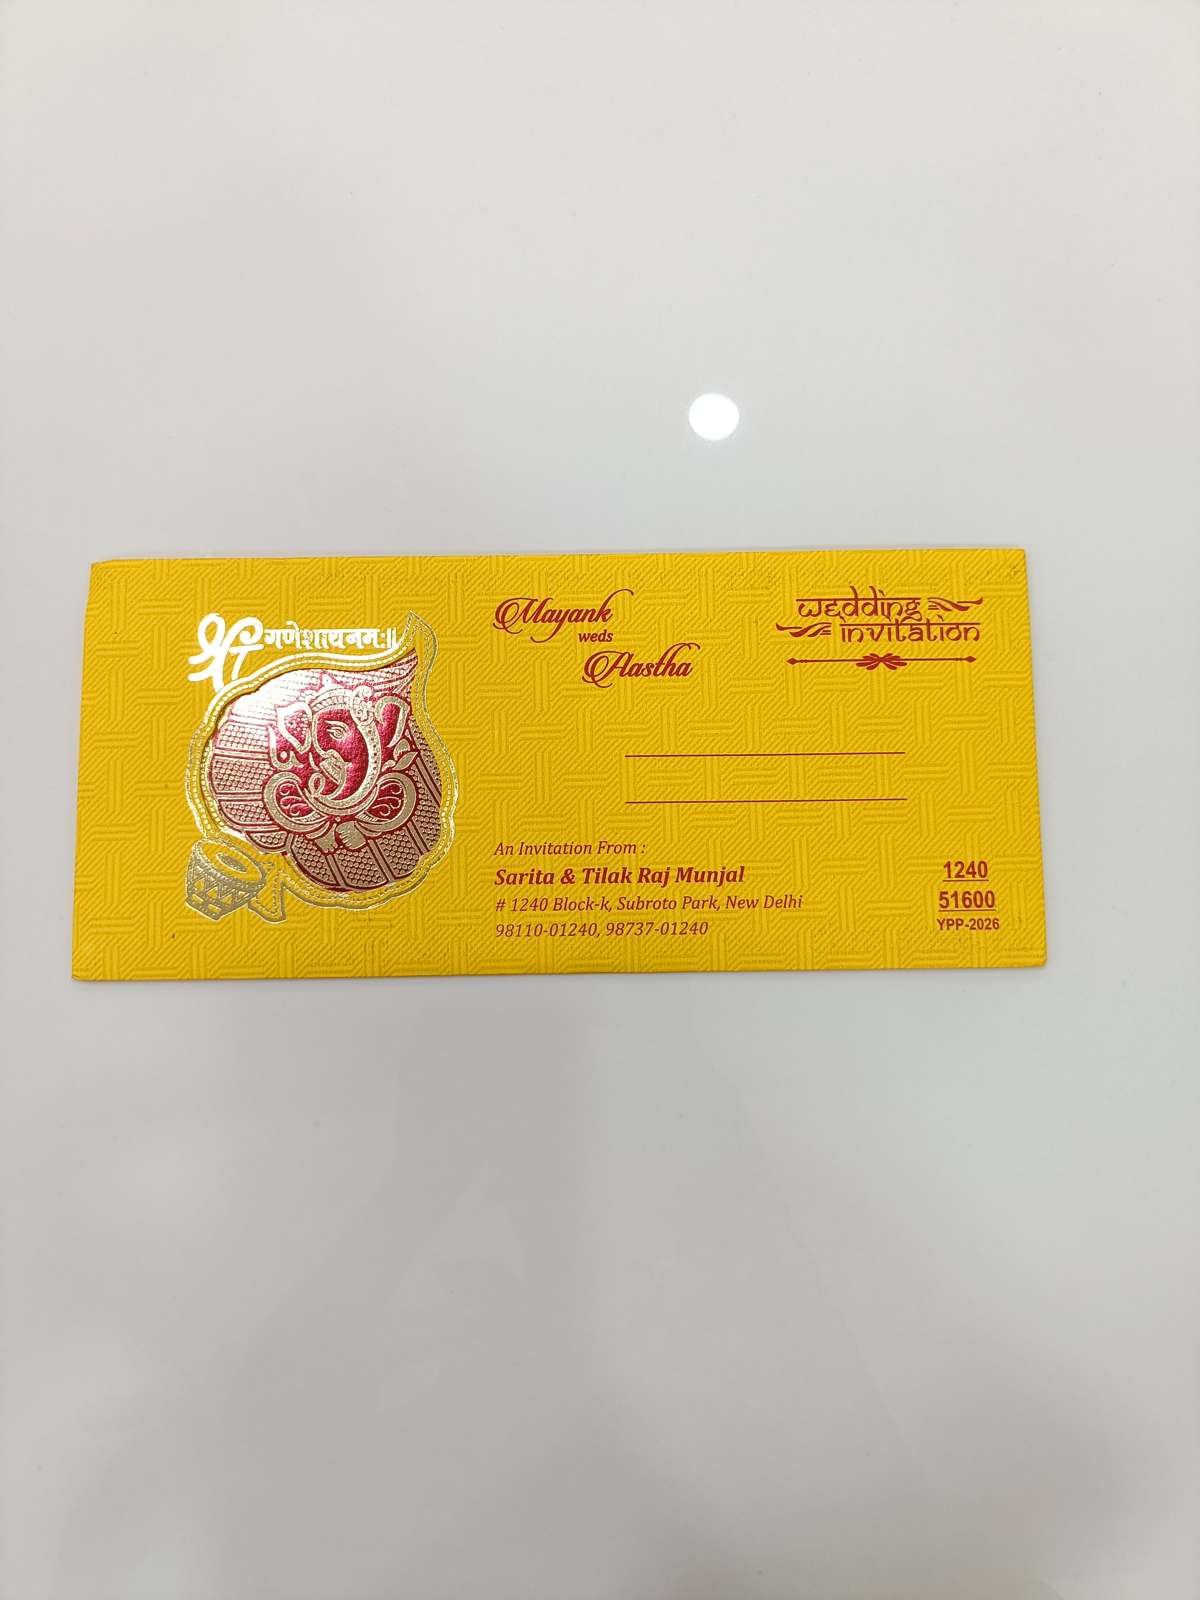 श्री गणेशाय नमः॥
Mayank
weds
Aastha
wedding
invitation
An Invitation From :
Sarita & Tilak Raj Munjal
# 1240 Block-k, Subroto Park, New Delhi
98110-01240, 98737-01240
1240
51600
YPP-2026